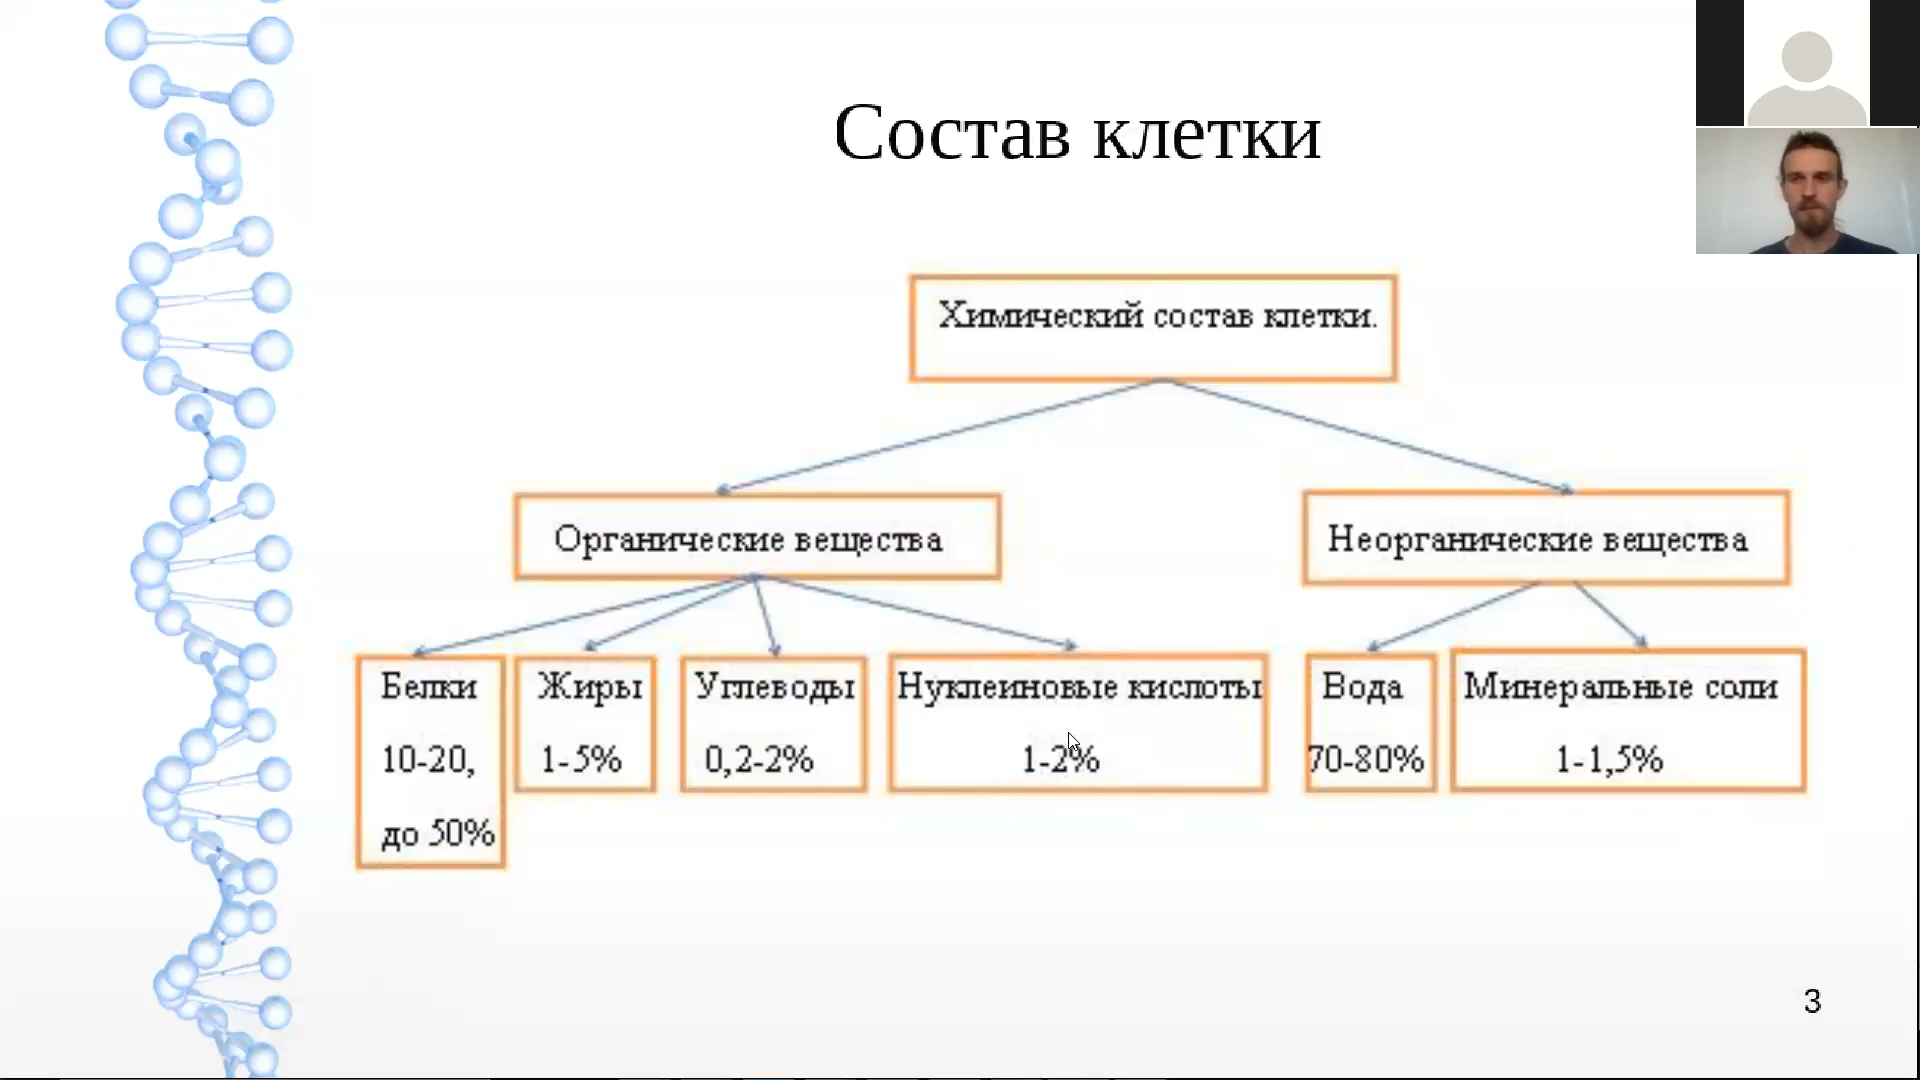 Состав клетки
Химический состав клетки.
Органические вещества
Неорганические вещества
Белки
10-20,
до 50%
Жиры
1-5%
Углеводы
0,2-2%
Нуклеиновые кислоты
1-2%
Вода
70-80%
Минеральные соли
1-1,5%
3